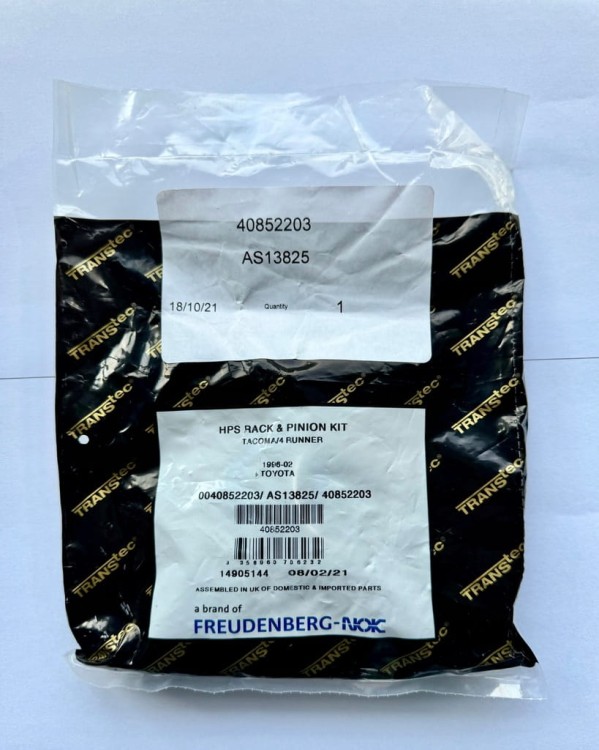 40852203
AS13825
18/10/21 Quantity 1
TRANStec®
HPS RACK & PINION KIT
TACOMA/4 RUNNER
1996-02
TOYOTA
0040852203/ AS13825/ 40852203
40852203
14905144 08/02/21
ASSEMBLED IN UK OF DOMESTIC & IMPORTED PARTS
a brand of
FREUDENBERG-NOK